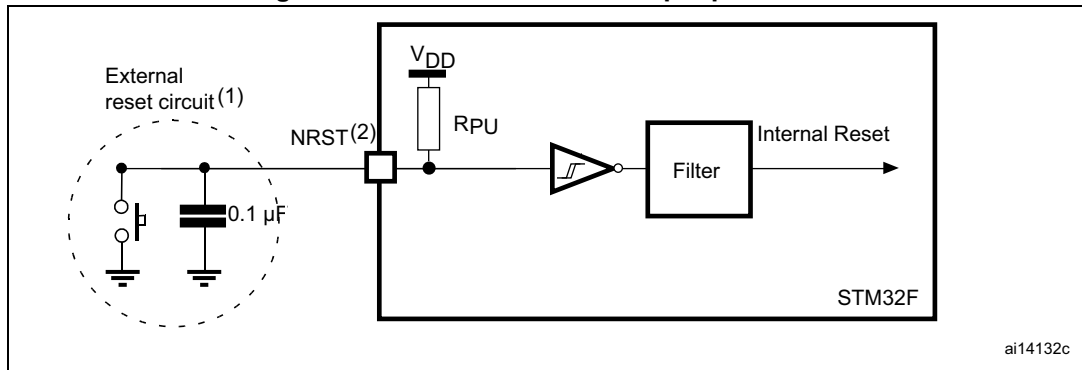 External
reset circuit(1)
VDD
RPU
NRST(2)
Internal Reset
Filter
0.1 μF
STM32F
ai14132c